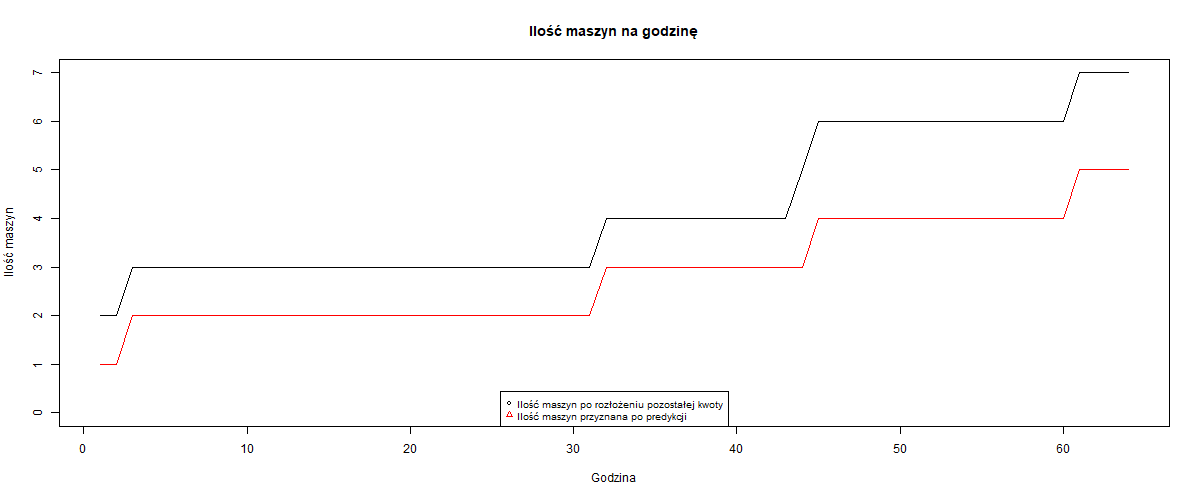 Ilość maszyn na godzinę
Ilość maszyn
7
6
5
4
3
2
1
0
Ilość maszyn po rozłożeniu pozostałej kwoty
Ilość maszyn przyznana po predykcji
0 10 20 30 40 50 60
Godzina